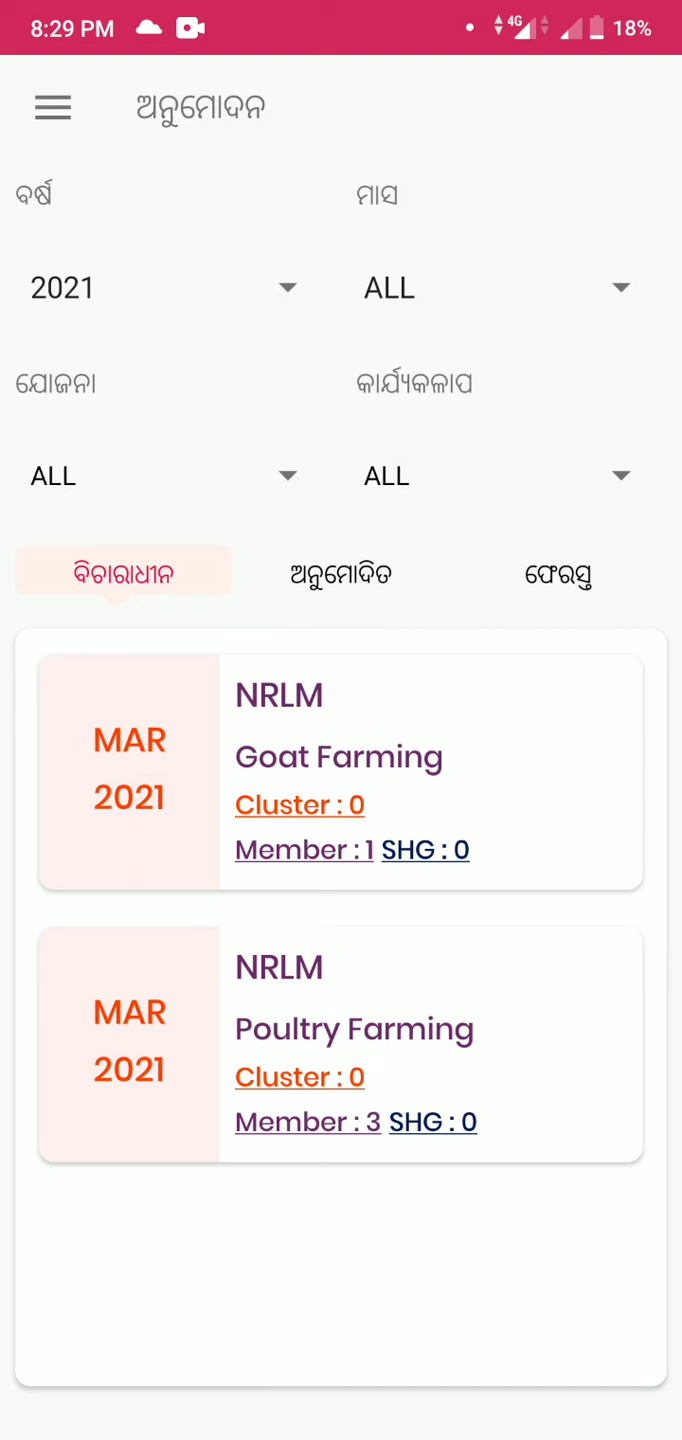 8:29 PM 4G 18%
ଅନୁମୋଦନ
ବର୍ଷ ମାସ
2021 ALL
ଯୋଜନା କାର୍ଯ୍ୟକଳାପ
ALL ALL
ବିଚାରାଧୀନ ଅନୁମୋଦିତ ଫେରସ୍ତ
MAR
2021
NRLM
Goat Farming
Cluster : 0
Member : 1 SHG : 0
MAR
2021
NRLM
Poultry Farming
Cluster : 0
Member : 3 SHG : 0